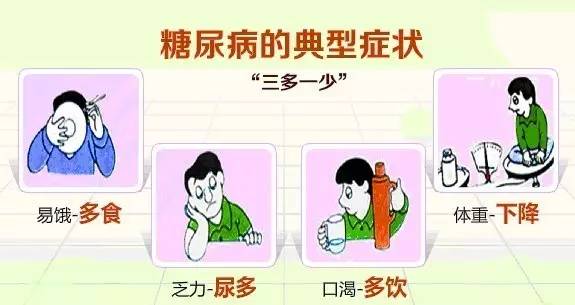 糖尿病的典型症状
“三多一少”
易饿-多食
乏力-尿多
口渴-多饮
体重-下降